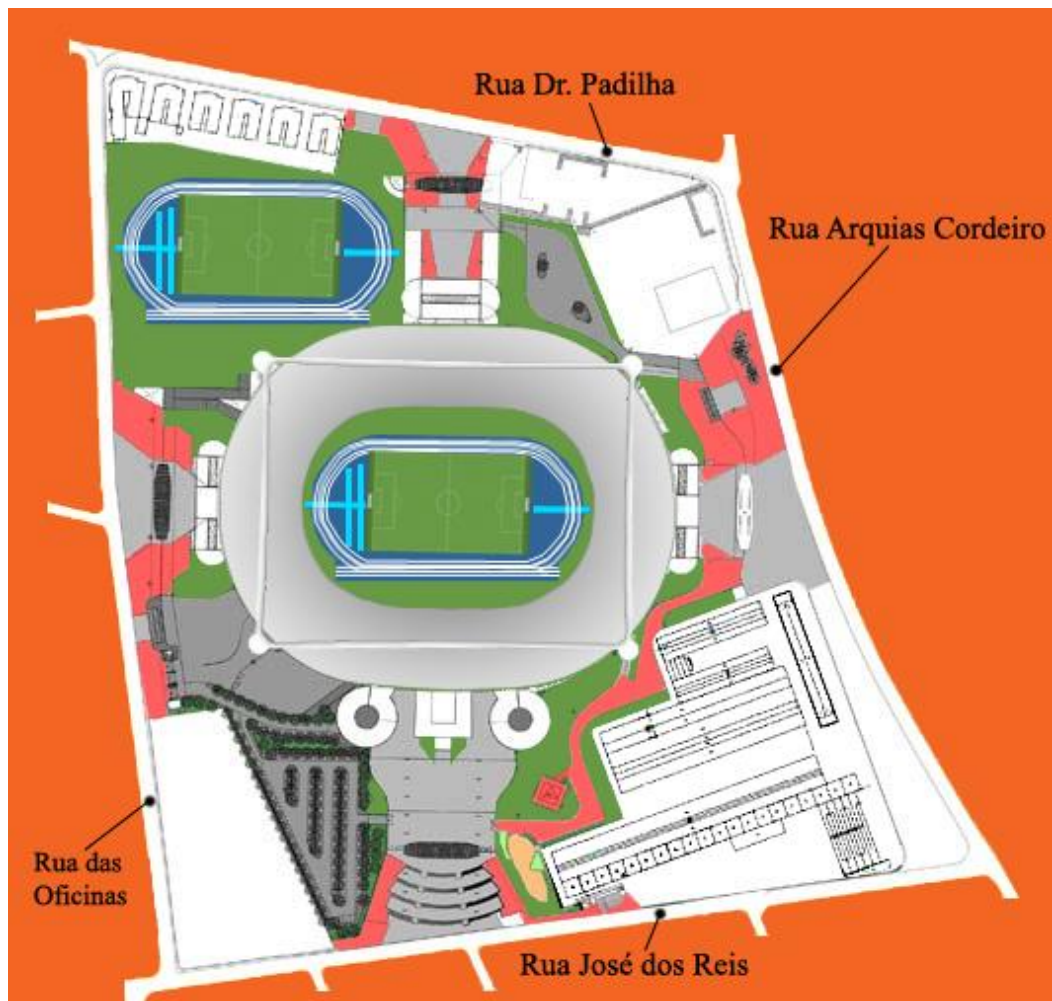 Rua Dr. Padilha
Rua Arquias Cordeiro
Rua das
Oficinas
Rua José dos Reis